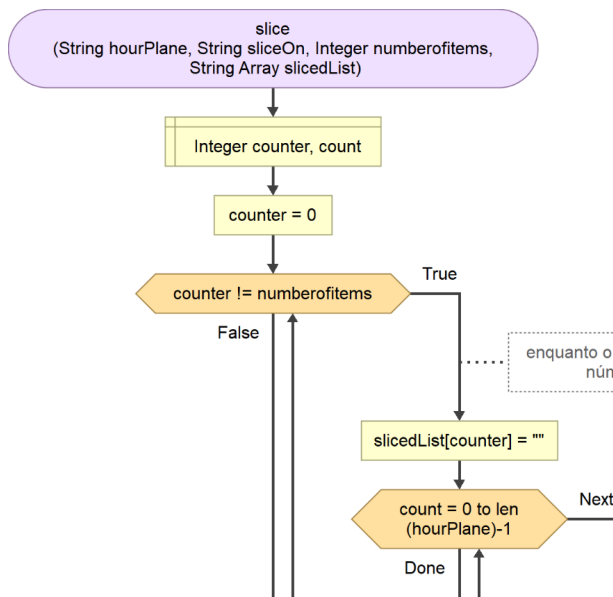 slice
(String hourPlane, String sliceOn, Integer numberofitems,
String Array slicedList)
Integer counter, count
counter = 0
counter != numberofitems
True
False
enquanto o
slicedList[counter] = ""
count = 0 to len
(hourPlane)-1
Next
Done